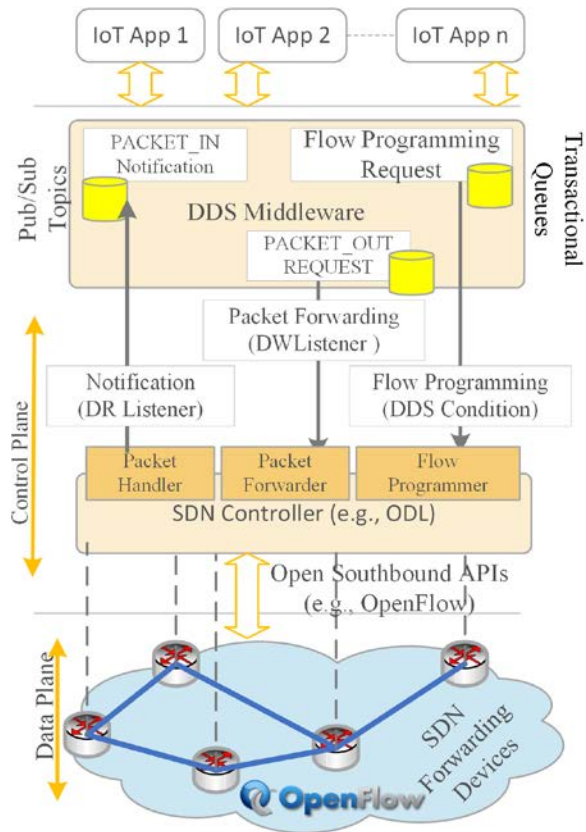 IoT App 1
IoT App 2
IoT App n
Pub/Sub
Topics
PACKET_IN
Notification
Flow Programming
Request
Transactional
Queues
DDS Middleware
PACKET_OUT
REQUEST
Packet Forwarding
(DWListener )
Notification
(DR Listener)
Flow Programming
(DDS Condition)
Control Plane
Packet
Handler
Packet
Forwarder
Flow
Programmer
SDN Controller (e.g., ODL)
Open Southbound APIs
(e.g., OpenFlow)
Data Plane
SDN
Forwarding
Devices
OpenFlow